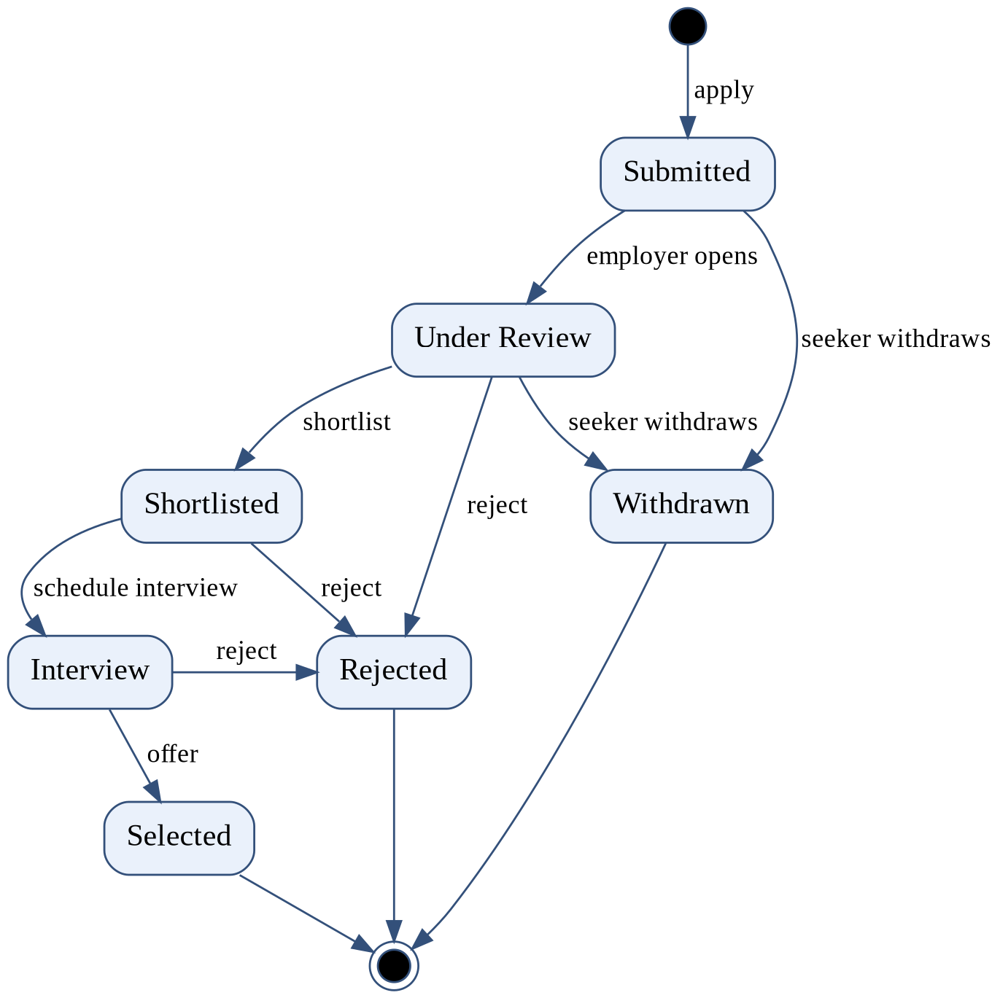 apply
Submitted
employer opens
Under Review
seeker withdraws
shortlist
seeker withdraws
Shortlisted
reject
Withdrawn
schedule interview
reject
reject
Interview
Rejected
offer
Selected